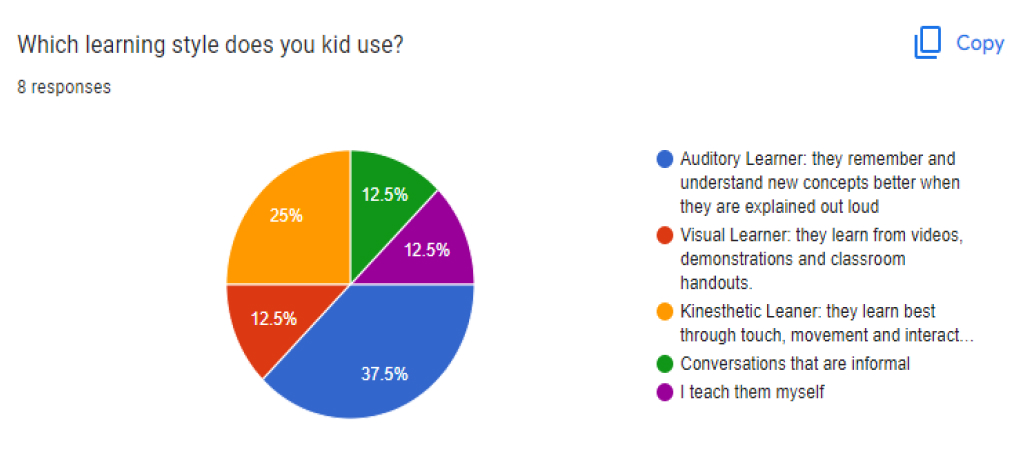 Which learning style does you kid use?
Copy
8 responses
12.5%
25%
12.5%
12.5%
37.5%
Auditory Learner: they remember and
understand new concepts better when
they are explained out loud
Visual Learner: they learn from videos,
demonstrations and classroom
handouts.
Kinesthetic Leaner: they learn best
through touch, movement and interact...
Conversations that are informal
I teach them myself